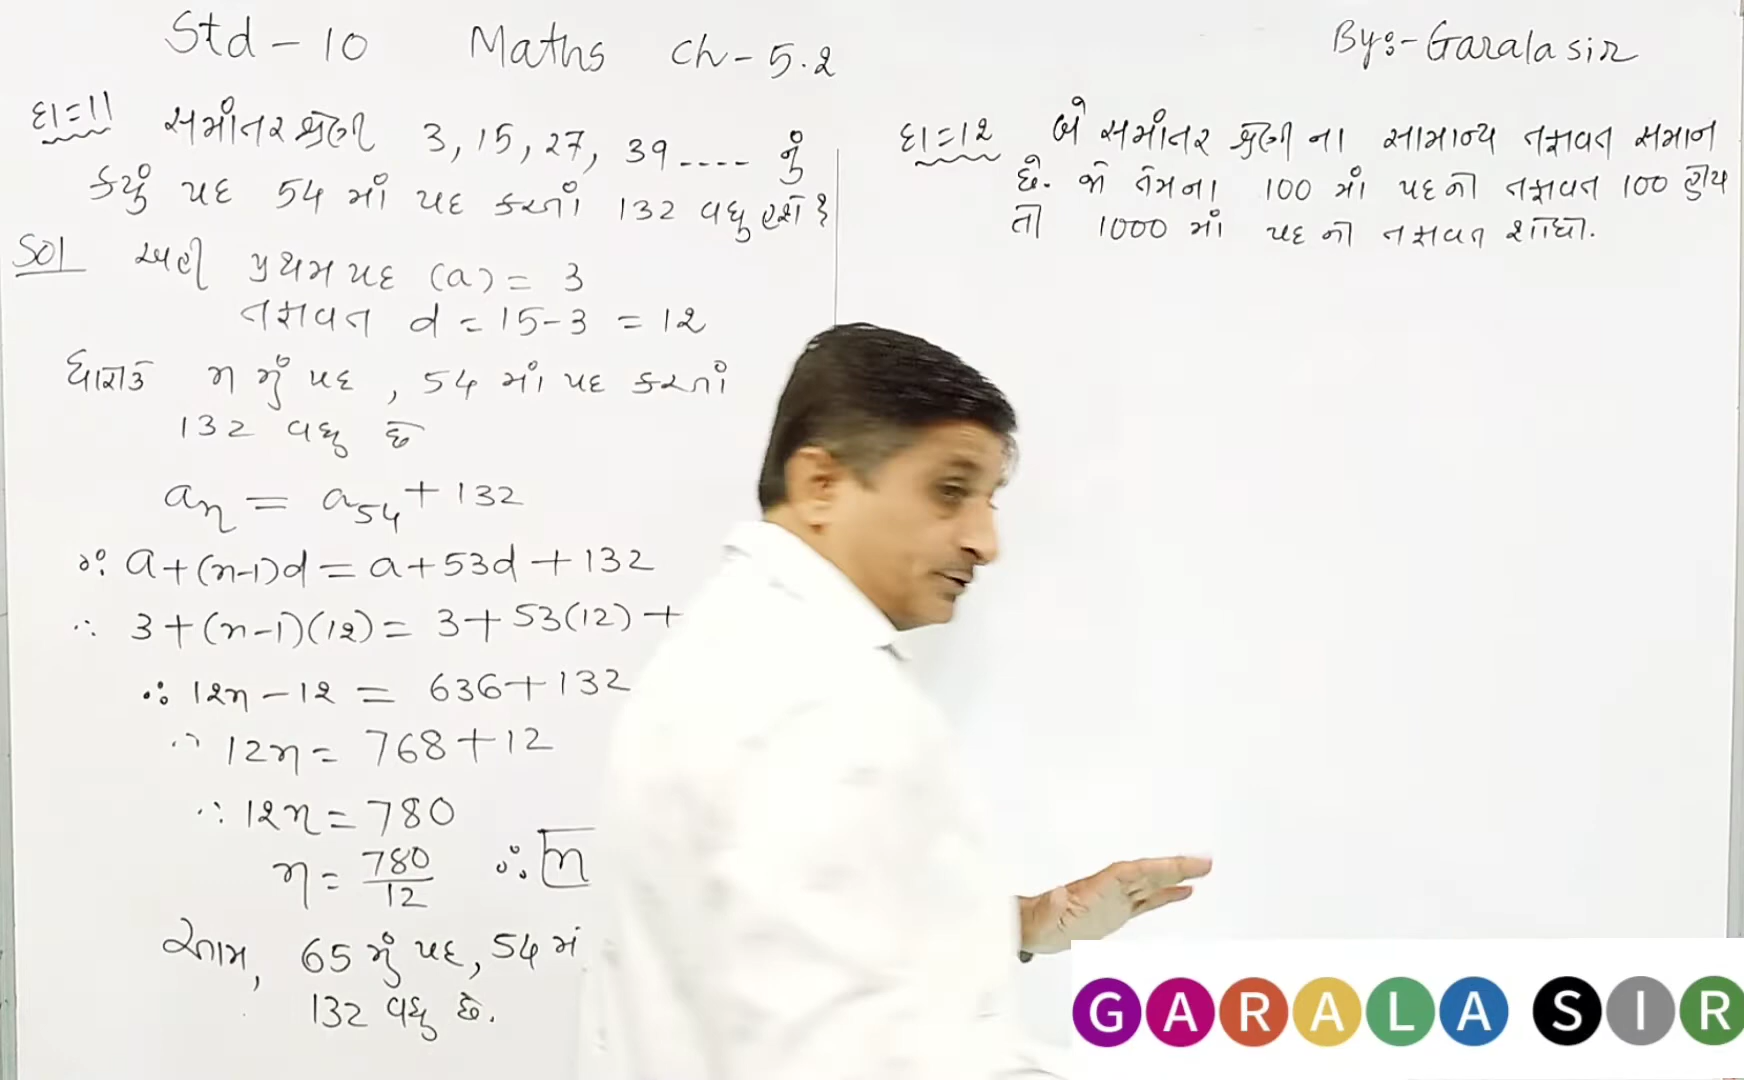 Std - 10 Maths Ch - 5.2
By:- Garala sir
દા=11 સમાંતર શ્રેણી 3, 15, 27, 39 .... નું
કયું પદ 54 માં પદ કરતાં 132 વધુ હશે?
Sol અહી પ્રથમ પદ (a) = 3
તફાવત d = 15-3 = 12
ધારોકે n મું પદ , 54 માં પદ કરતાં
132 વધુ છે
an = a54 + 132
∴ a+(n-1)d = a+53d + 132
∴ 3+(n-1)(12) = 3+53(12) +
∴ 12n - 12 = 636+132
∴ 12n = 768+12
∴ 12n = 780
n = 780/12 ∴ n
આમ, 65 મું પદ, 54 માં
132 વધુ છે.
દા=12 બે સમાંતર શ્રેણી ના સામાન્ય તફાવત સમાન
છે. જો તેમના 100 માં પદ નો તફાવત 100 હોય
તો 1000 માં પદ નો તફાવત શોધો.
GARALA SIR